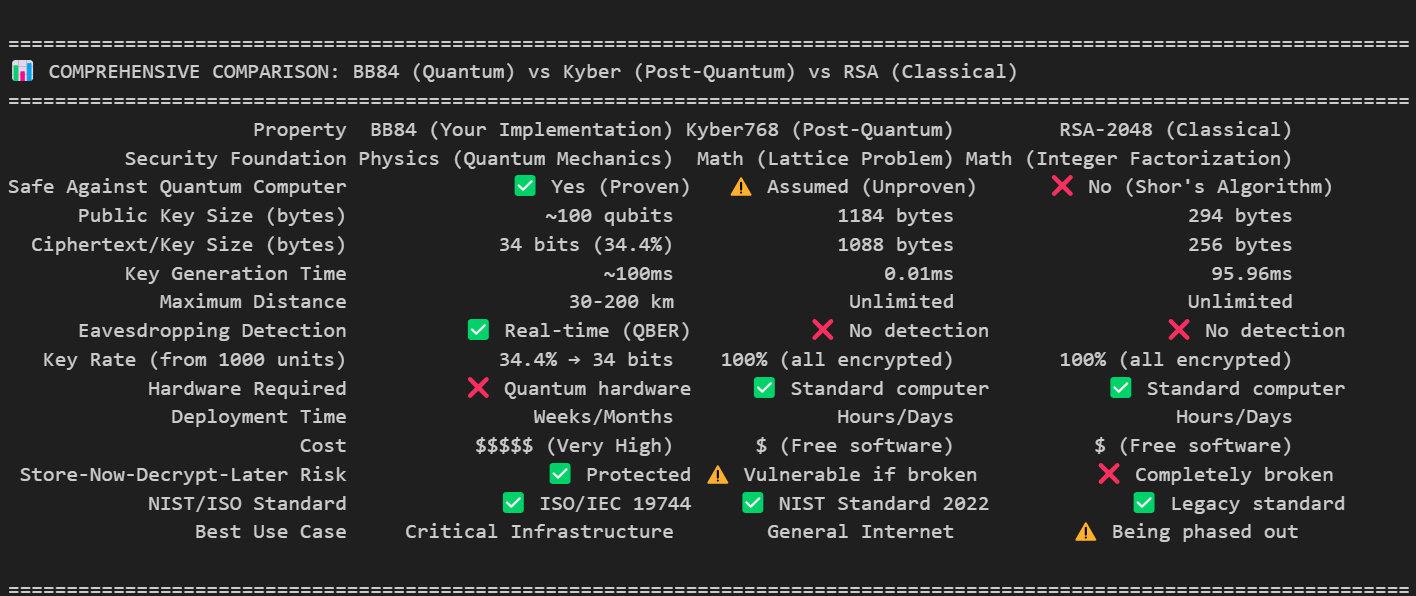 ====================================================================================================
📊 COMPREHENSIVE COMPARISON: BB84 (Quantum) vs Kyber (Post-Quantum) vs RSA (Classical)
====================================================================================================
Property BB84 (Your Implementation) Kyber768 (Post-Quantum) RSA-2048 (Classical)
Security Foundation Physics (Quantum Mechanics) Math (Lattice Problem) Math (Integer Factorization)
Safe Against Quantum Computer ✅ Yes (Proven) ⚠️ Assumed (Unproven) ❌ No (Shor's Algorithm)
Public Key Size (bytes) ~100 qubits 1184 bytes 294 bytes
Ciphertext/Key Size (bytes) 34 bits (34.4%) 1088 bytes 256 bytes
Key Generation Time ~100ms 0.01ms 95.96ms
Maximum Distance 30-200 km Unlimited Unlimited
Eavesdropping Detection ✅ Real-time (QBER) ❌ No detection ❌ No detection
Key Rate (from 1000 units) 34.4% → 34 bits 100% (all encrypted) 100% (all encrypted)
Hardware Required ❌ Quantum hardware ✅ Standard computer ✅ Standard computer
Deployment Time Weeks/Months Hours/Days Hours/Days
Cost $$$$$ (Very High) $ (Free software) $ (Free software)
Store-Now-Decrypt-Later Risk ✅ Protected ⚠️ Vulnerable if broken ❌ Completely broken
NIST/ISO Standard ✅ ISO/IEC 19744 ✅ NIST Standard 2022 ✅ Legacy standard
Best Use Case Critical Infrastructure General Internet ⚠️ Being phased out
====================================================================================================